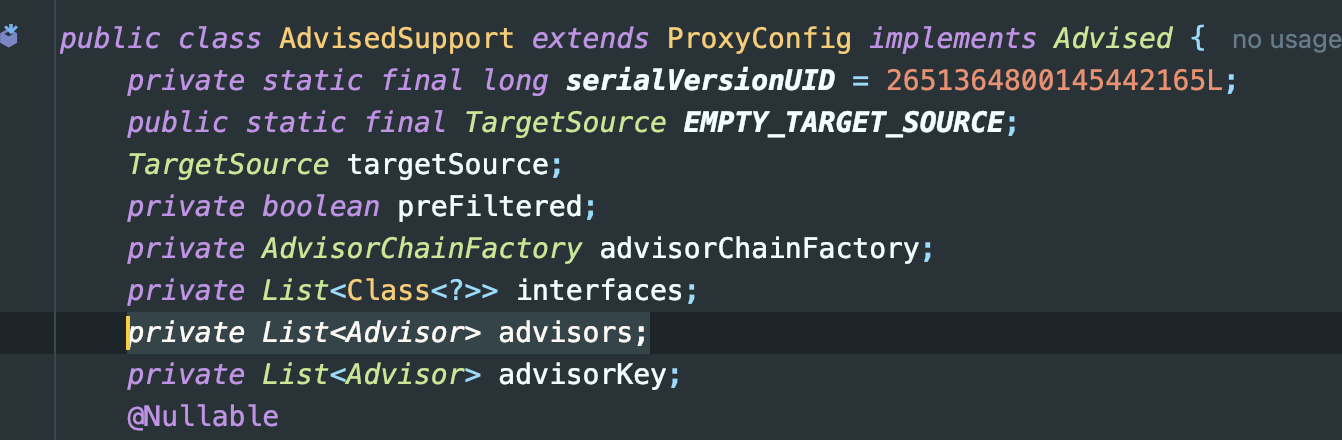 public class AdvisedSupport extends ProxyConfig implements Advised {  no usage
    private static final long serialVersionUID = 2651364800145442165L;
    public static final TargetSource EMPTY_TARGET_SOURCE;
    TargetSource targetSource;
    private boolean preFiltered;
    private AdvisorChainFactory advisorChainFactory;
    private List<Class<?>> interfaces;
    private List<Advisor> advisors;
    private List<Advisor> advisorKey;
    @Nullable